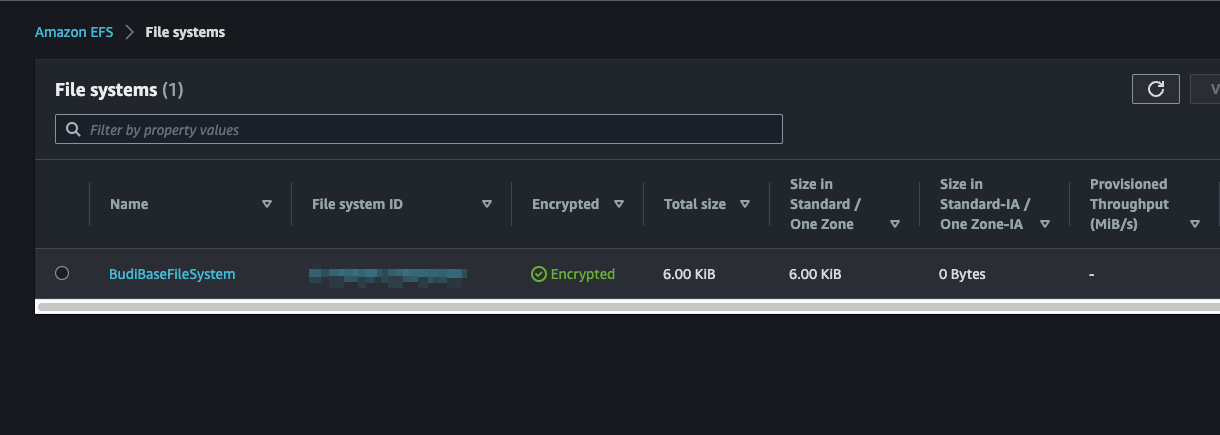 Amazon EFS > File systems
File systems (1)
Filter by property values
V
Name
File system ID
Encrypted
Total size
Size in
Standard /
One Zone
Size in
Standard-IA /
One Zone-IA
Provisioned
Throughput
(MiB/s)
BudiBaseFileSystem
Encrypted
6.00 KiB
6.00 KiB
0 Bytes
-